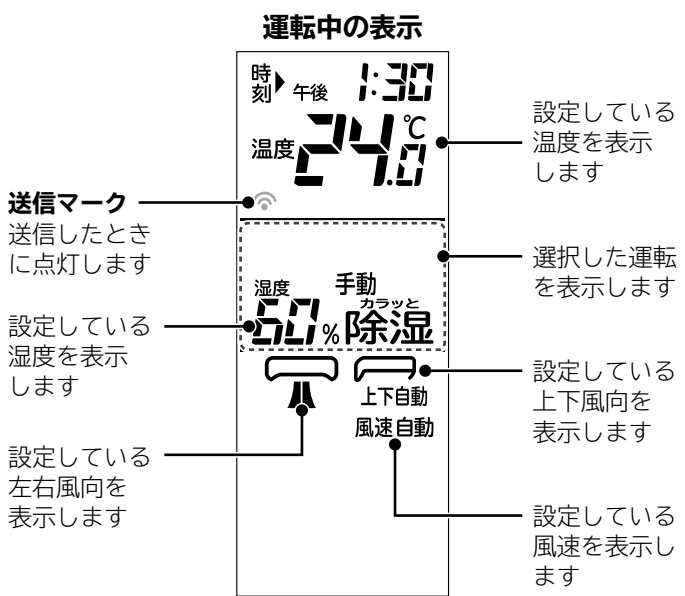 運転中の表示
時刻 午後 1:30
温度 24.0 ℃
設定している
温度を表示
します
送信マーク
送信したとき
に点灯します
選択した運転
を表示します
湿度 手動
カラッと
60 % 除湿
設定している
湿度を表示
します
上下自動
風速自動
設定している
上下風向を
表示します
設定している
左右風向を
表示します
設定している
風速を表示し
ます